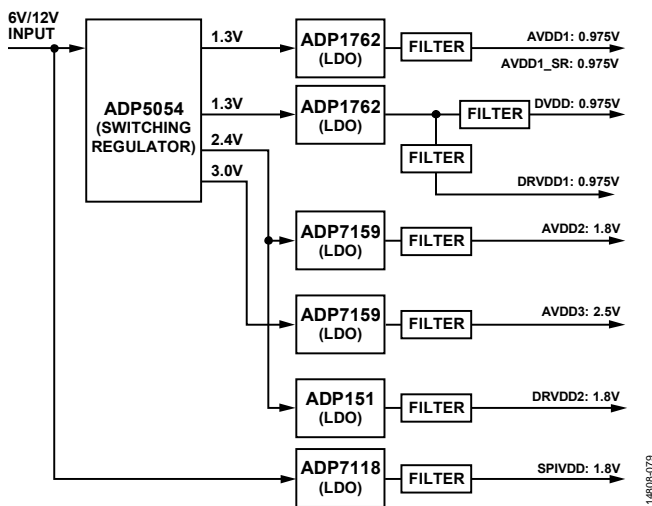 6V/12V
INPUT
ADP5054
(SWITCHING
REGULATOR)
1.3V
1.3V
2.4V
3.0V
ADP1762
(LDO)
FILTER
AVDD1: 0.975V
AVDD1_SR: 0.975V
ADP1762
(LDO)
FILTER
DVDD: 0.975V
FILTER
DRVDD1: 0.975V
ADP7159
(LDO)
FILTER
AVDD2: 1.8V
ADP7159
(LDO)
FILTER
AVDD3: 2.5V
ADP151
(LDO)
FILTER
DRVDD2: 1.8V
ADP7118
(LDO)
FILTER
SPIVDD: 1.8V
14808-079